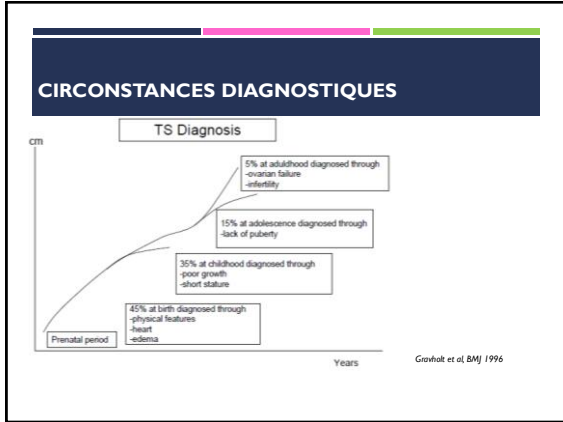 CIRCONSTANCES DIAGNOSTIQUES
TS Diagnosis
cm
5% at aduldhood diagnosed through
-ovarian failure
-infertility
15% at adolescence diagnosed through
-lack of puberty
35% at childhood diagnosed through
-poor growth
-short stature
45% at birth diagnosed through
-physical features
-heart
-edema
Prenatal period
Years
Gravholt et al, BMJ 1996